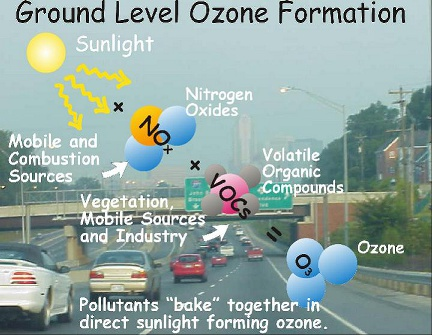 Ground Level Ozone Formation
Sunlight
x
Nitrogen
Oxides
NOx
Mobile and
Combustion
Sources
x
Volatile
Organic
Compounds
VOCs
Vegetation,
Mobile Sources
and Industry
=
Ozone
O3
Pollutants “bake” together in
direct sunlight forming ozone.